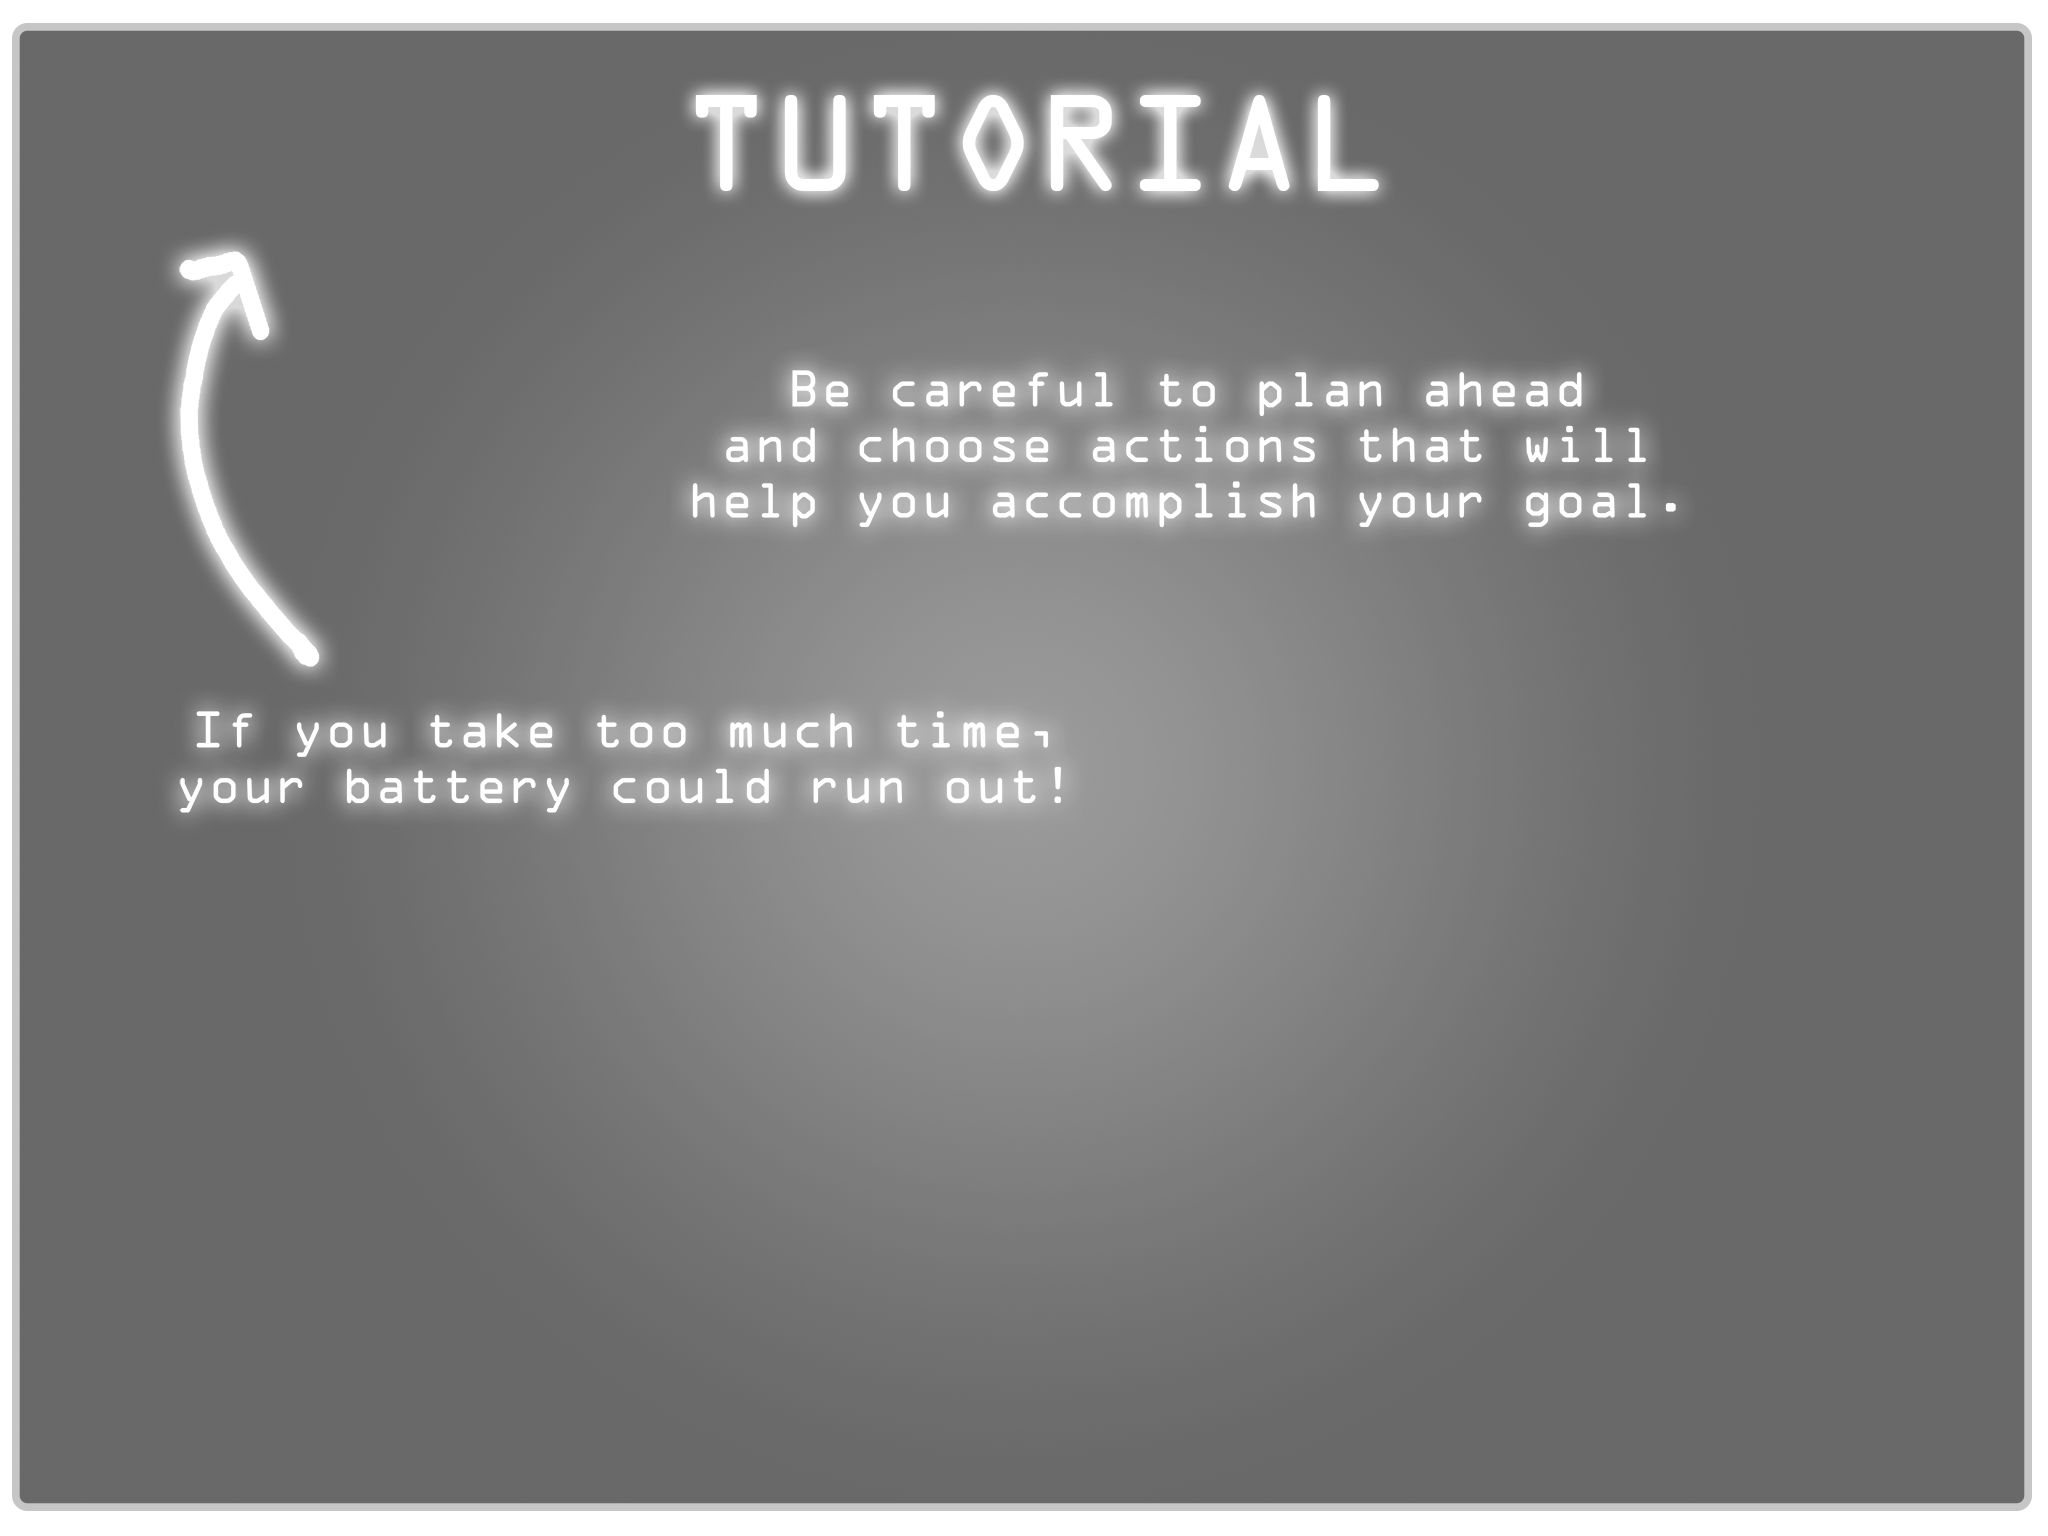 TUTORIAL
Be careful to plan ahead
and choose actions that will
help you accomplish your goal.
If you take too much time,
your battery could run out!